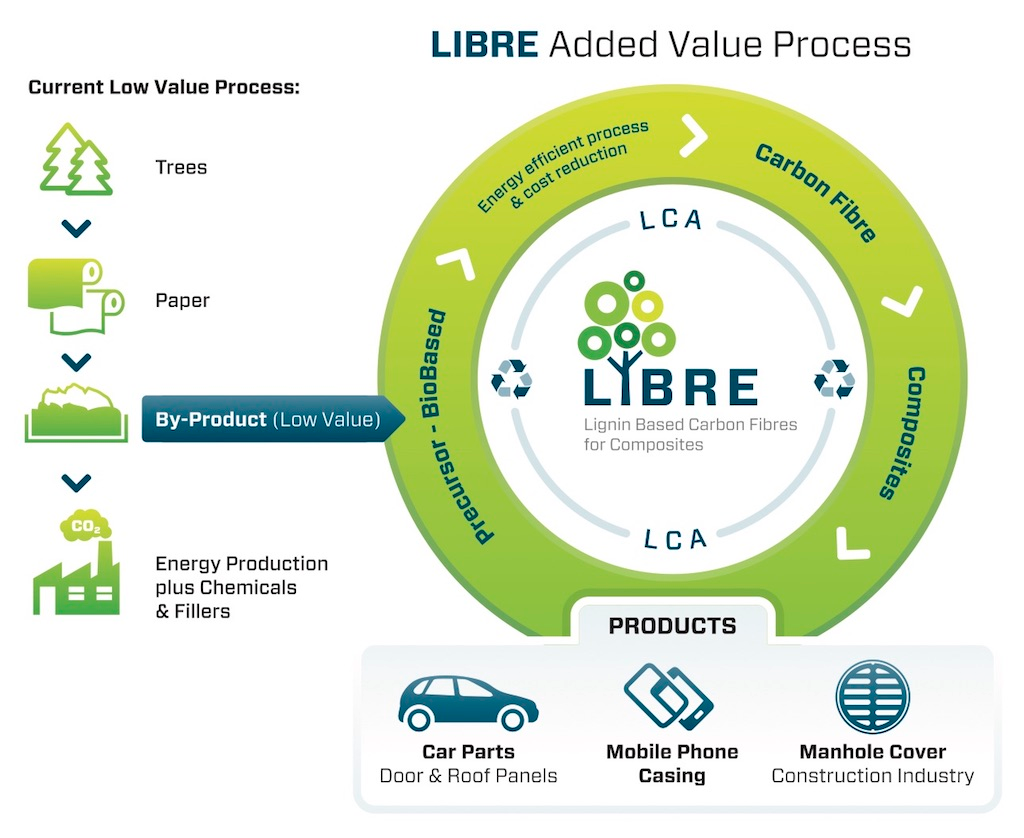 LIBRE Added Value Process
Current Low Value Process:
Trees
Paper
By-Product (Low Value)
CO₂
Energy Production
plus Chemicals
& Fillers
Precursor - BioBased
Energy efficient process
& cost reduction
Carbon Fibre
Composites
LCA
LIBRE
Lignin Based Carbon Fibres
for Composites
LCA
PRODUCTS
Car Parts
Door & Roof Panels
Mobile Phone
Casing
Manhole Cover
Construction Industry